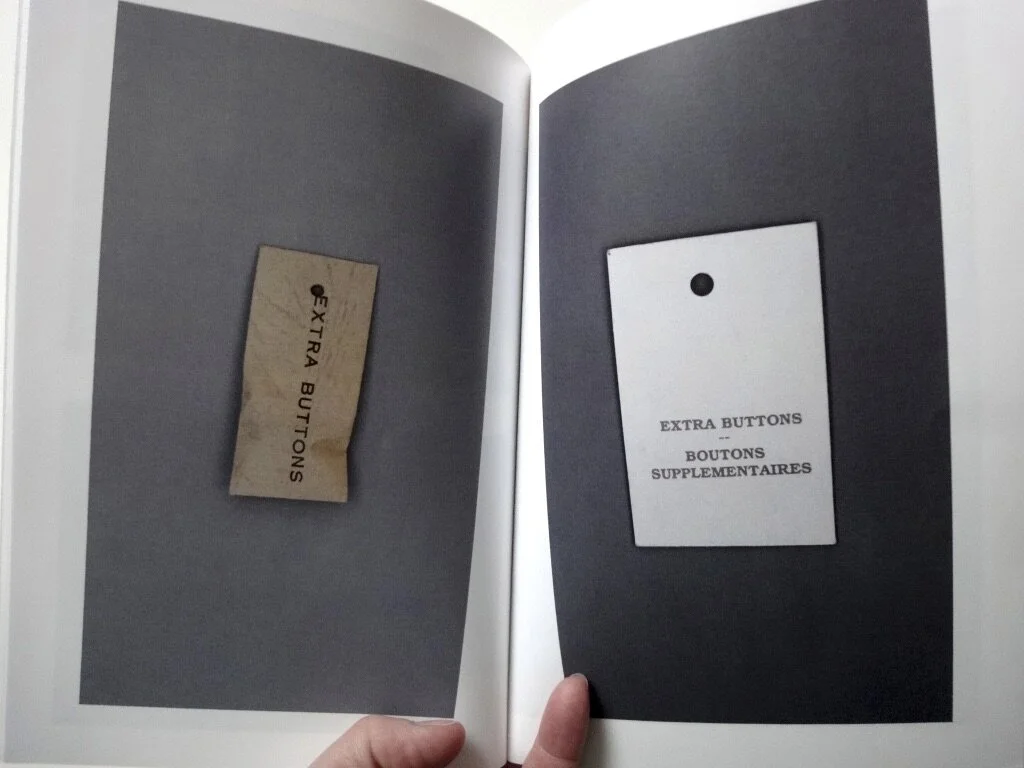 EXTRA BUTTONS
EXTRA BUTTONS
--
BOUTONS
SUPPLEMENTAIRES